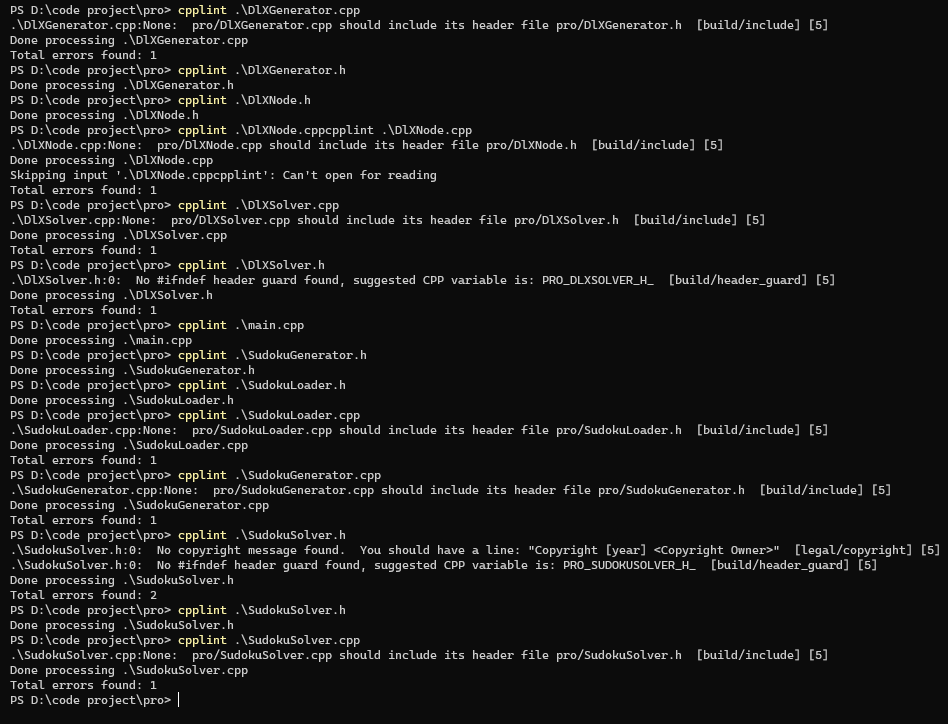 PS D:\code project\pro> cpplint .\DlXGenerator.cpp
.\DlXGenerator.cpp:None:  pro/DlXGenerator.cpp should include its header file pro/DlXGenerator.h  [build/include] [5]
Done processing .\DlXGenerator.cpp
Total errors found: 1
PS D:\code project\pro> cpplint .\DlXGenerator.h
Done processing .\DlXGenerator.h
PS D:\code project\pro> cpplint .\DlXNode.h
Done processing .\DlXNode.h
PS D:\code project\pro> cpplint .\DlXNode.cppcpplint .\DlXNode.cpp
.\DlXNode.cpp:None:  pro/DlXNode.cpp should include its header file pro/DlXNode.h  [build/include] [5]
Done processing .\DlXNode.cpp
Skipping input '.\DlXNode.cppcpplint': Can't open for reading
Total errors found: 1
PS D:\code project\pro> cpplint .\DlXSolver.cpp
.\DlXSolver.cpp:None:  pro/DlXSolver.cpp should include its header file pro/DlXSolver.h  [build/include] [5]
Done processing .\DlXSolver.cpp
Total errors found: 1
PS D:\code project\pro> cpplint .\DlXSolver.h
.\DlXSolver.h:0:  No #ifndef header guard found, suggested CPP variable is: PRO_DLXSOLVER_H_  [build/header_guard] [5]
Done processing .\DlXSolver.h
Total errors found: 1
PS D:\code project\pro> cpplint .\main.cpp
Done processing .\main.cpp
PS D:\code project\pro> cpplint .\SudokuGenerator.h
Done processing .\SudokuGenerator.h
PS D:\code project\pro> cpplint .\SudokuLoader.h
Done processing .\SudokuLoader.h
PS D:\code project\pro> cpplint .\SudokuLoader.cpp
.\SudokuLoader.cpp:None:  pro/SudokuLoader.cpp should include its header file pro/SudokuLoader.h  [build/include] [5]
Done processing .\SudokuLoader.cpp
Total errors found: 1
PS D:\code project\pro> cpplint .\SudokuGenerator.cpp
.\SudokuGenerator.cpp:None:  pro/SudokuGenerator.cpp should include its header file pro/SudokuGenerator.h  [build/include] [5]
Done processing .\SudokuGenerator.cpp
Total errors found: 1
PS D:\code project\pro> cpplint .\SudokuSolver.h
.\SudokuSolver.h:0:  No copyright message found.  You should have a line: "Copyright [year] <Copyright Owner>"  [legal/copyright] [5]
.\SudokuSolver.h:0:  No #ifndef header guard found, suggested CPP variable is: PRO_SUDOKUSOLVER_H_  [build/header_guard] [5]
Done processing .\SudokuSolver.h
Total errors found: 2
PS D:\code project\pro> cpplint .\SudokuSolver.h
Done processing .\SudokuSolver.h
PS D:\code project\pro> cpplint .\SudokuSolver.cpp
.\SudokuSolver.cpp:None:  pro/SudokuSolver.cpp should include its header file pro/SudokuSolver.h  [build/include] [5]
Done processing .\SudokuSolver.cpp
Total errors found: 1
PS D:\code project\pro>